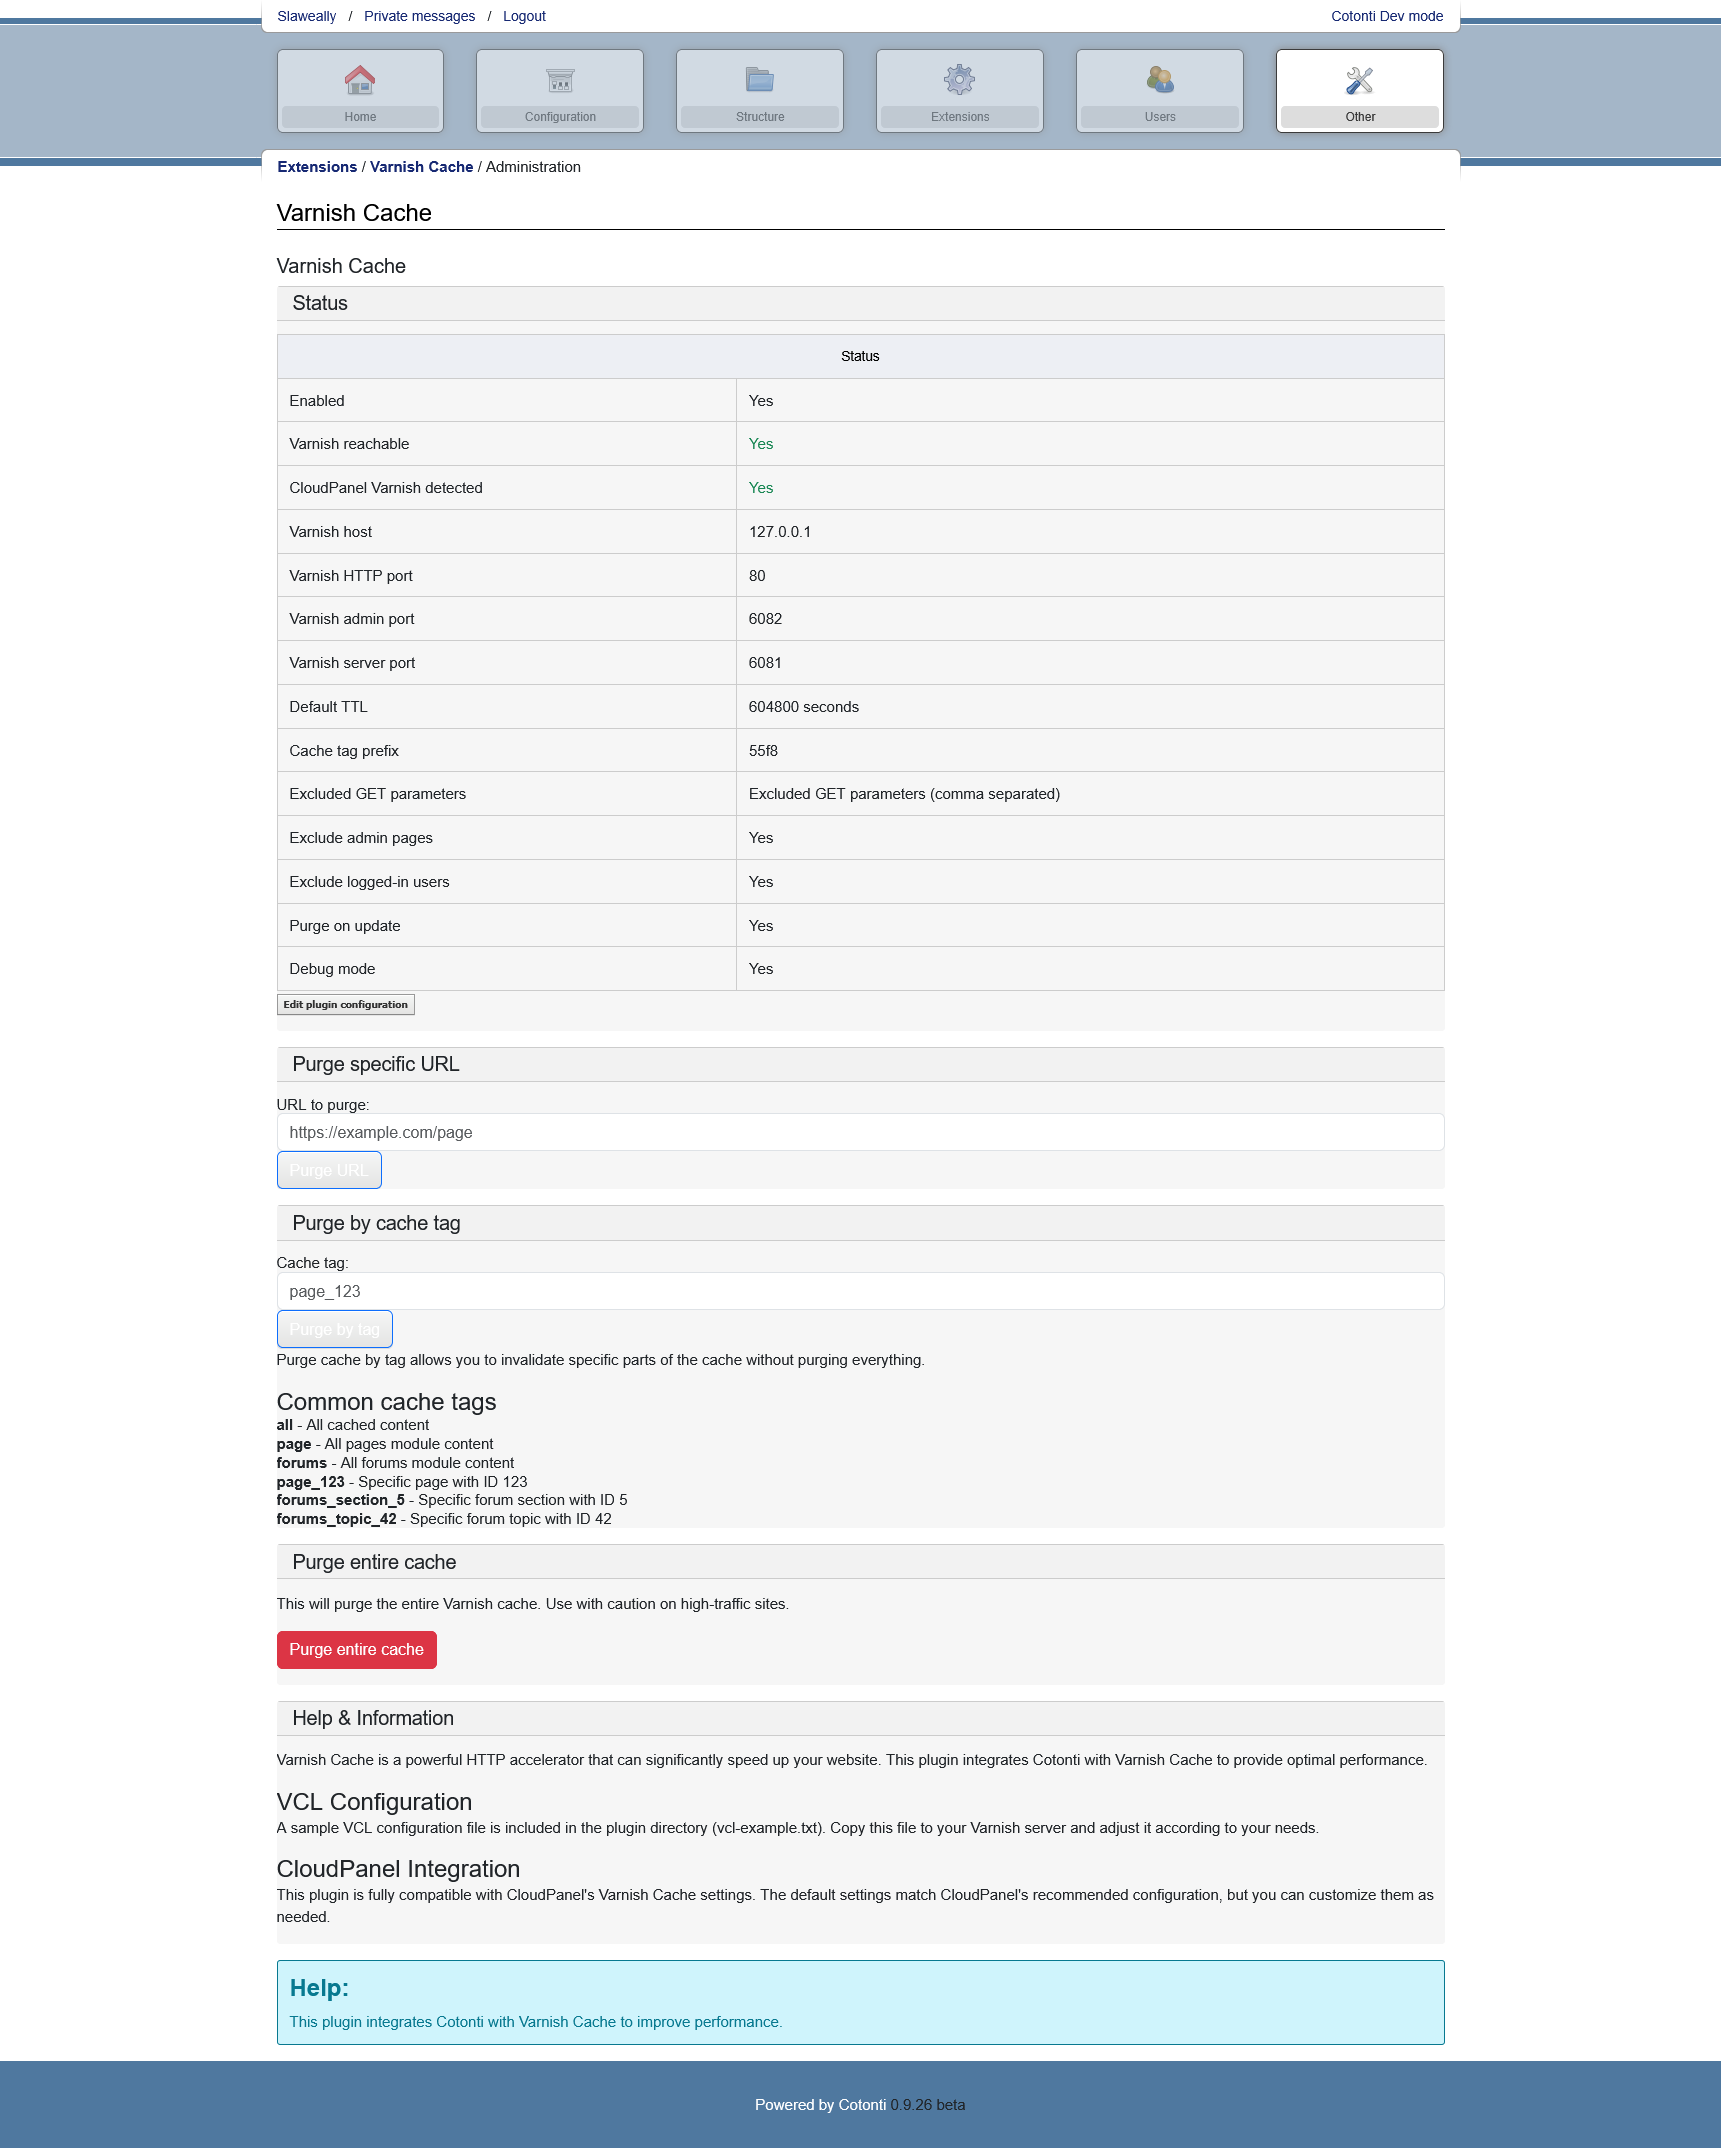 Slaweally / Private messages / Logout Cotonti Dev mode
Home Configuration Structure Extensions Users Other
Extensions / Varnish Cache / Administration
Varnish Cache
Varnish Cache
Status
Status
Enabled Yes
Varnish reachable Yes
CloudPanel Varnish detected Yes
Varnish host 127.0.0.1
Varnish HTTP port 80
Varnish admin port 6082
Varnish server port 6081
Default TTL 604800 seconds
Cache tag prefix 55f8
Excluded GET parameters Excluded GET parameters (comma separated)
Exclude admin pages Yes
Exclude logged-in users Yes
Purge on update Yes
Debug mode Yes
Edit plugin configuration
Purge specific URL
URL to purge:
https://example.com/page
Purge URL
Purge by cache tag
Cache tag:
page_123
Purge by tag
Purge cache by tag allows you to invalidate specific parts of the cache without purging everything.
Common cache tags
all - All cached content
page - All pages module content
forums - All forums module content
page_123 - Specific page with ID 123
forums_section_5 - Specific forum section with ID 5
forums_topic_42 - Specific forum topic with ID 42
Purge entire cache
This will purge the entire Varnish cache. Use with caution on high-traffic sites.
Purge entire cache
Help & Information
Varnish Cache is a powerful HTTP accelerator that can significantly speed up your website. This plugin integrates Cotonti with Varnish Cache to provide optimal performance.
VCL Configuration
A sample VCL configuration file is included in the plugin directory (vcl-example.txt). Copy this file to your Varnish server and adjust it according to your needs.
CloudPanel Integration
This plugin is fully compatible with CloudPanel's Varnish Cache settings. The default settings match CloudPanel's recommended configuration, but you can customize them as
needed.
Help:
This plugin integrates Cotonti with Varnish Cache to improve performance.
Powered by Cotonti 0.9.26 beta